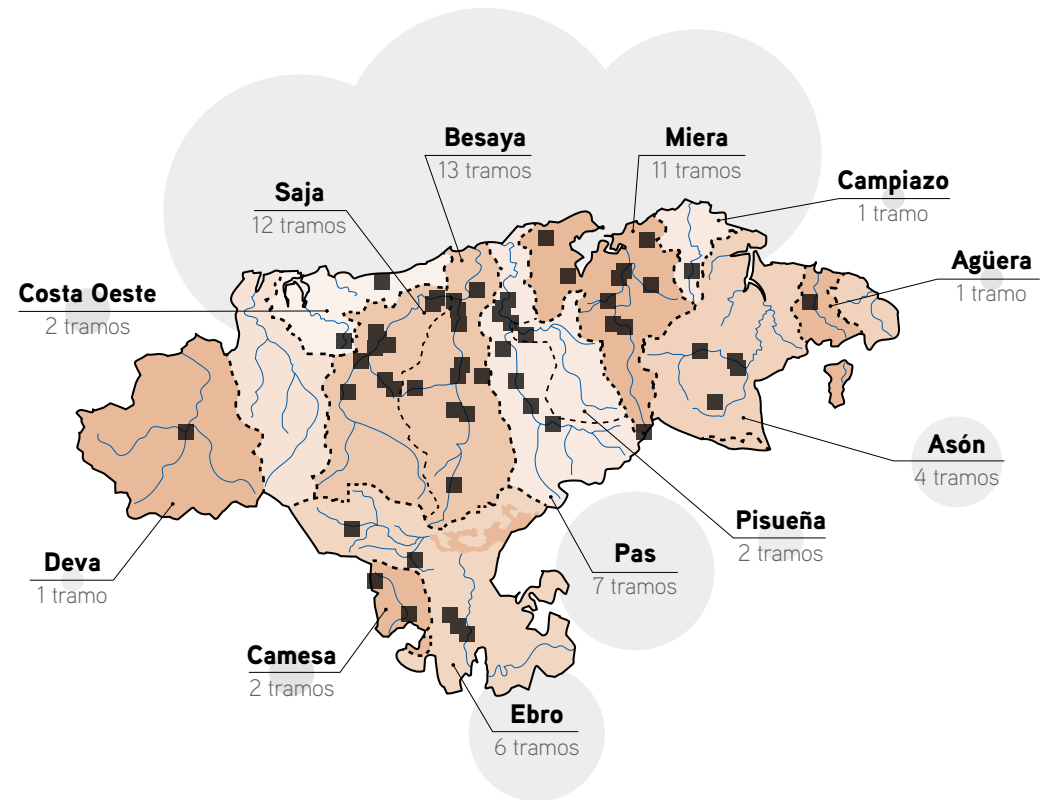 Besaya
13 tramos
Miera
11 tramos
Saja
12 tramos
Campiazo
1 tramo
Agüera
1 tramo
Costa Oeste
2 tramos
Asón
4 tramos
Pisueña
2 tramos
Pas
7 tramos
Deva
1 tramo
Camesa
2 tramos
Ebro
6 tramos